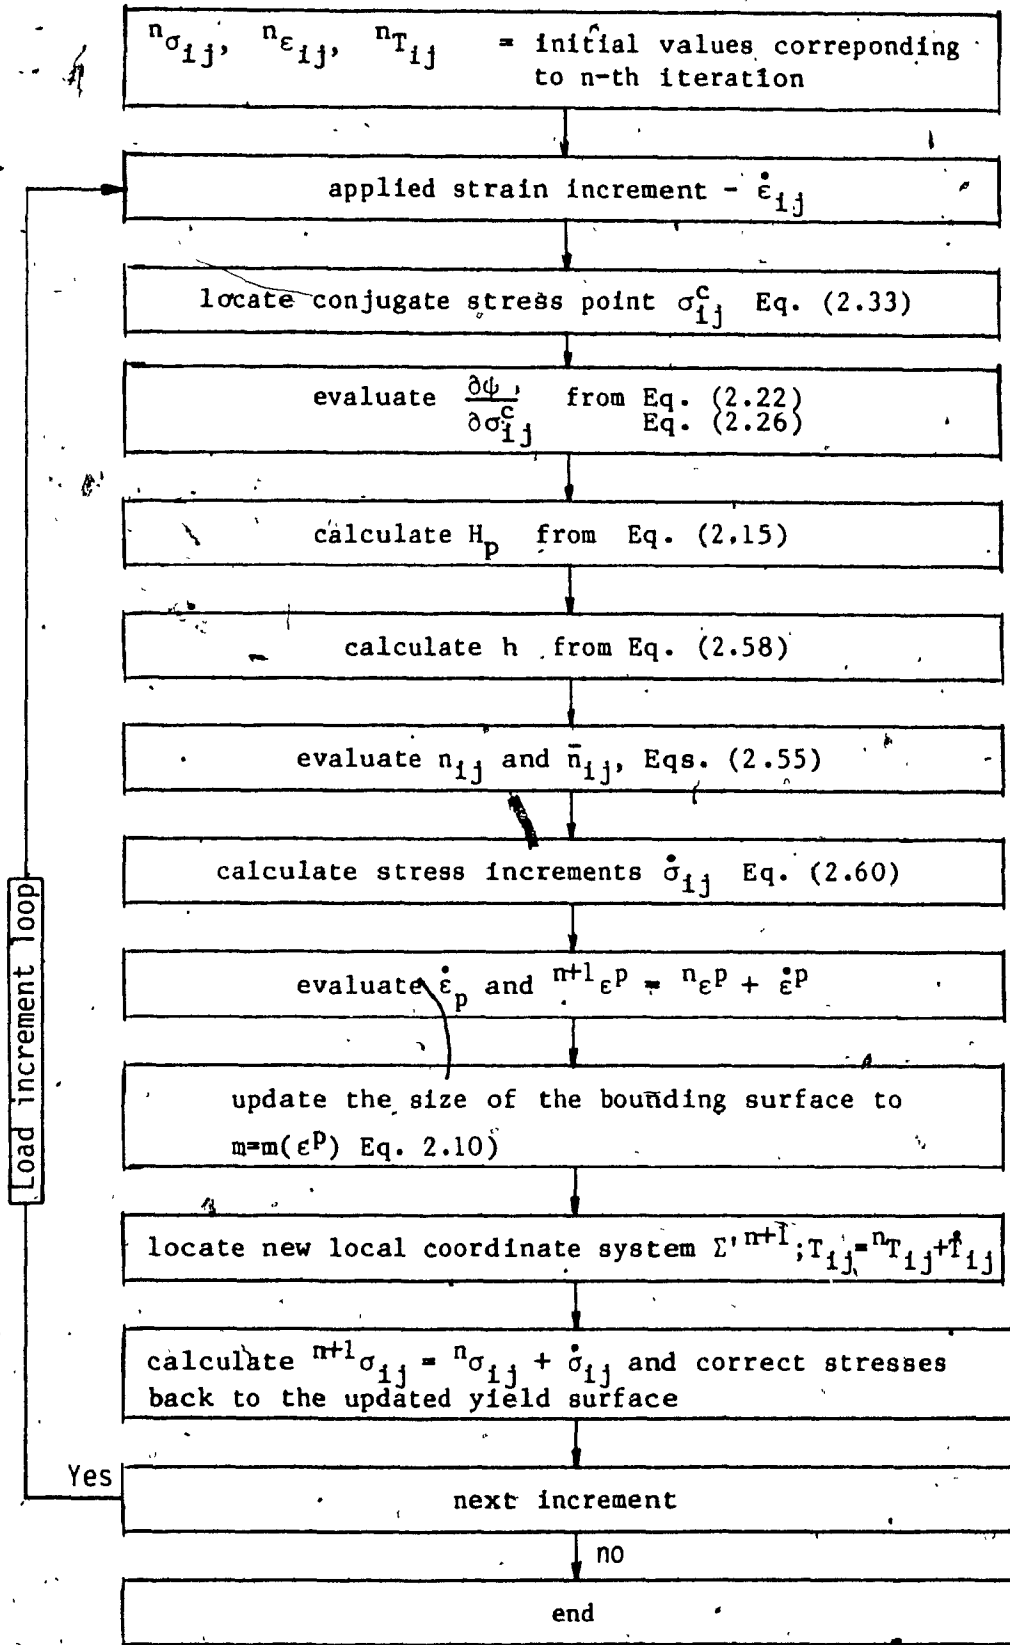 ⁿσᵢⱼ, ⁿεᵢⱼ, ⁿTᵢⱼ = initial values correponding
to n-th iteration
applied strain increment - ε̇ᵢⱼ
locate conjugate stress point σᶜᵢⱼ Eq. (2.33)
evaluate ∂ψ/∂σᶜᵢⱼ from Eq. (2.22)
Eq. (2.26)
calculate Hₚ from Eq. (2.15)
calculate h from Eq. (2.58)
evaluate nᵢⱼ and n̄ᵢⱼ, Eqs. (2.55)
calculate stress increments σ̇ᵢⱼ Eq. (2.60)
evaluate ε̇ₚ and ⁿ⁺¹εᵖ = ⁿεᵖ + ε̇ᵖ
update the size of the bounding surface to
m=m(εᵖ) Eq. 2.10)
locate new local coordinate system Σ'ⁿ⁺¹;Tᵢⱼ=ⁿTᵢⱼ+Ṫᵢⱼ
calculate ⁿ⁺¹σᵢⱼ = ⁿσᵢⱼ + σ̇ᵢⱼ and correct stresses
back to the updated yield surface
Yes
next increment
no
end
Load increment loop